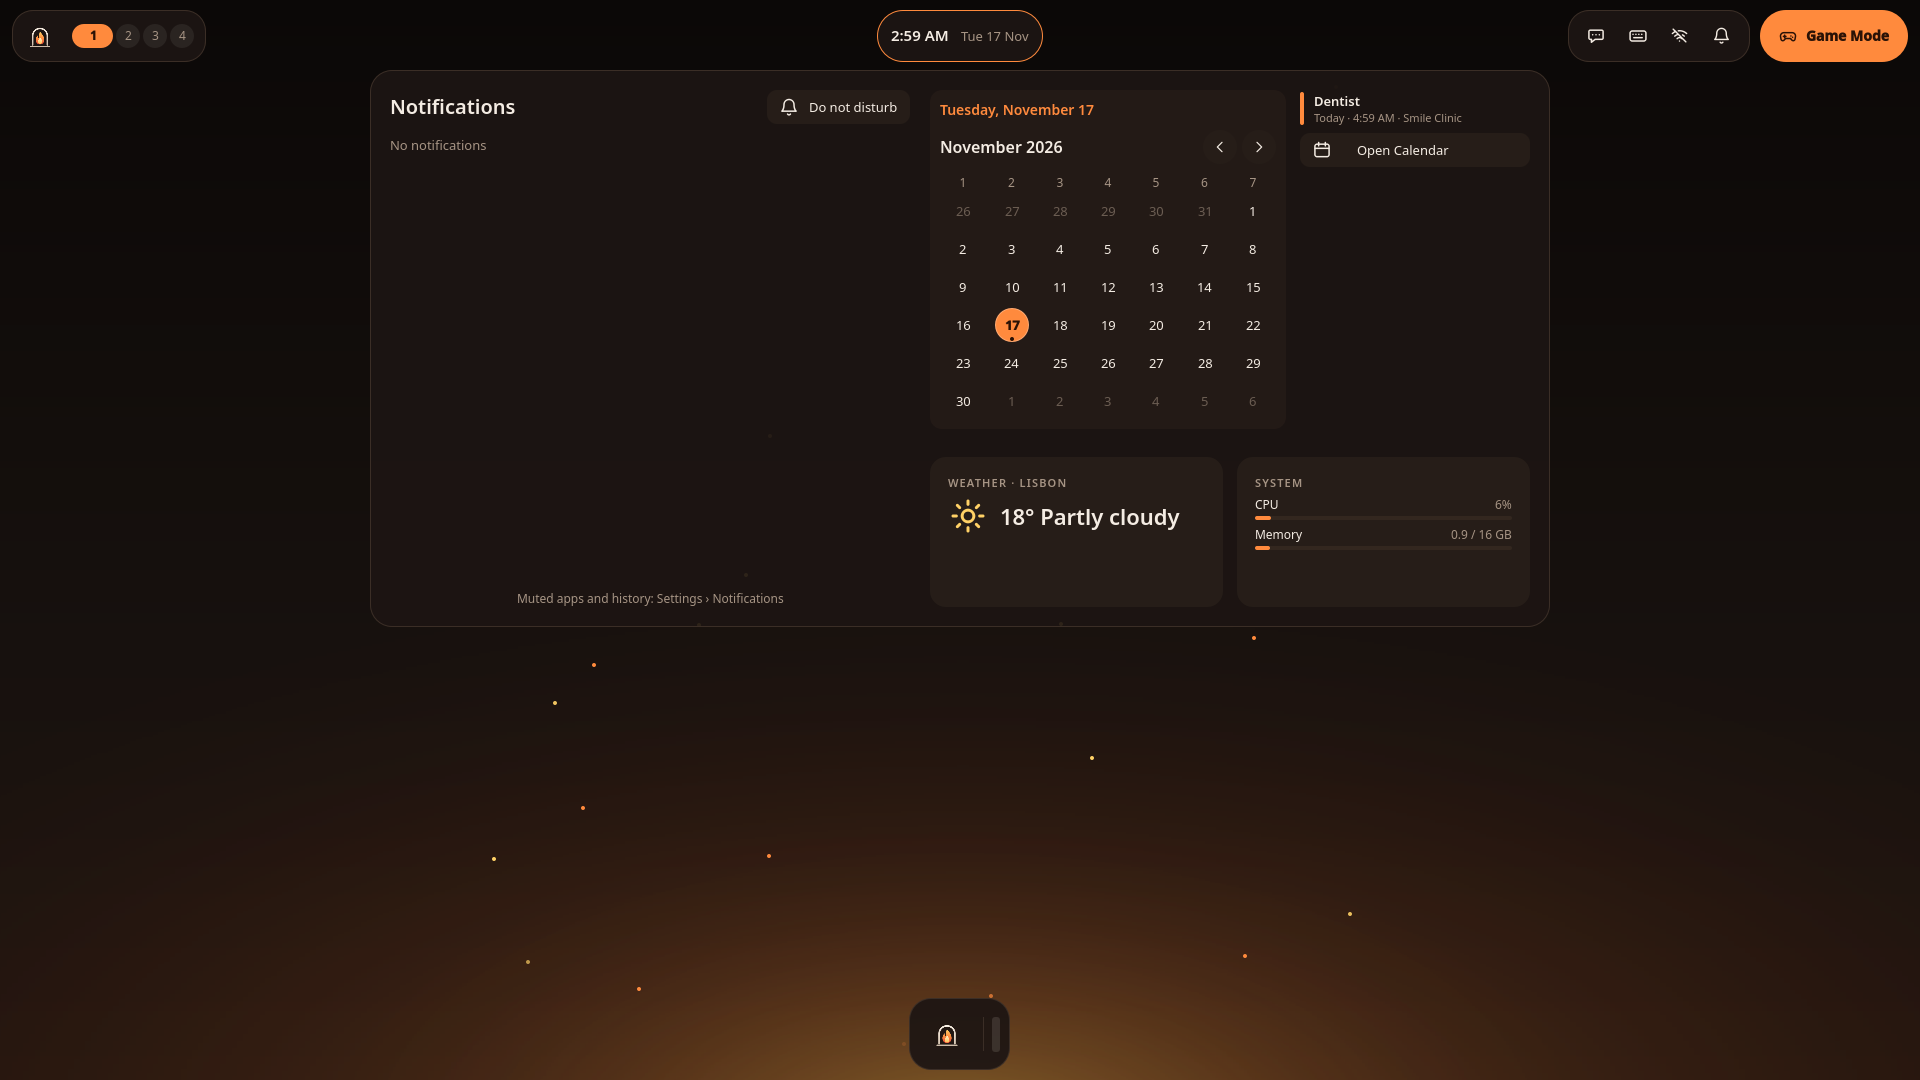 1 2 3 4
2:59 AM Tue 17 Nov
Game Mode
Notifications
Do not disturb
No notifications
Muted apps and history: Settings › Notifications
Tuesday, November 17
November 2026
1 2 3 4 5 6 7
26 27 28 29 30 31 1
2 3 4 5 6 7 8
9 10 11 12 13 14 15
16 17 18 19 20 21 22
23 24 25 26 27 28 29
30 1 2 3 4 5 6
Dentist
Today · 4:59 AM · Smile Clinic
Open Calendar
WEATHER · LISBON
18° Partly cloudy
SYSTEM
CPU 6%
Memory 0.9 / 16 GB